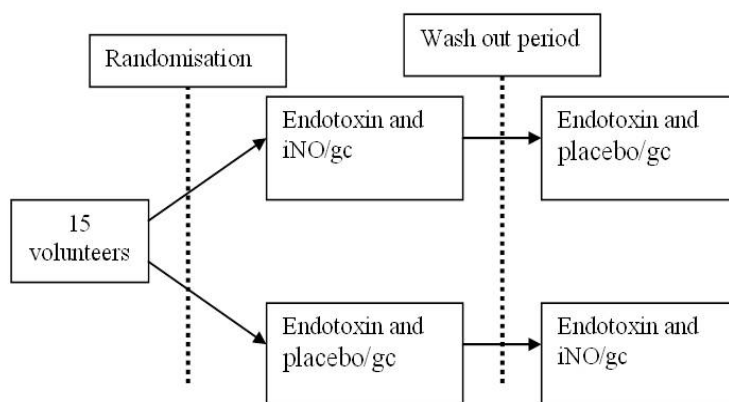 Wash out period
Randomisation
Endotoxin and
iNO/gc
Endotoxin and
placebo/gc
15
volunteers
Endotoxin and
placebo/gc
Endotoxin and
iNO/gc